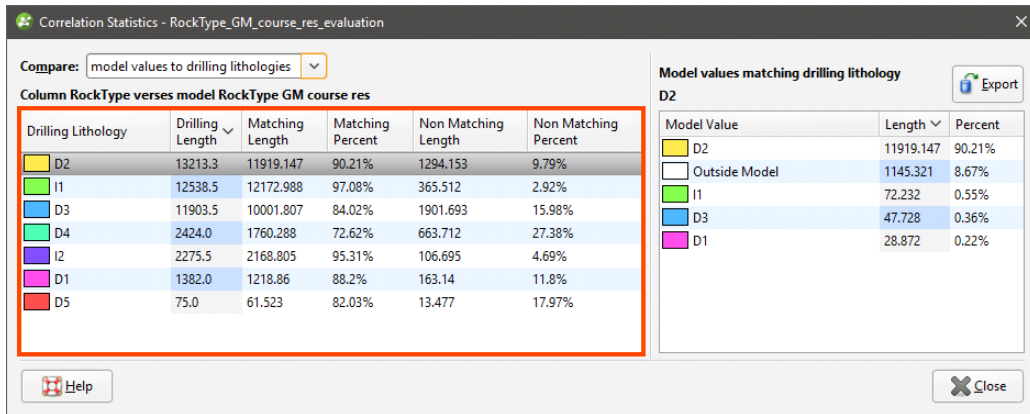 Correlation Statistics - RockType_GM_course_res_evaluation
Compare: model values to drilling lithologies
Column RockType verses model RockType GM course res
Drilling Lithology Drilling Length Matching Length Matching Percent Non Matching Length Non Matching Percent
D2 13213.3 11919.147 90.21% 1294.153 9.79%
I1 12538.5 12172.988 97.08% 365.512 2.92%
D3 11903.5 10001.807 84.02% 1901.693 15.98%
D4 2424.0 1760.288 72.62% 663.712 27.38%
I2 2275.5 2168.805 95.31% 106.695 4.69%
D1 1382.0 1218.86 88.2% 163.14 11.8%
D5 75.0 61.523 82.03% 13.477 17.97%
Model values matching drilling lithology
D2
Export
Model Value Length Percent
D2 11919.147 90.21%
Outside Model 1145.321 8.67%
I1 72.232 0.55%
D3 47.728 0.36%
D1 28.872 0.22%
Help
Close